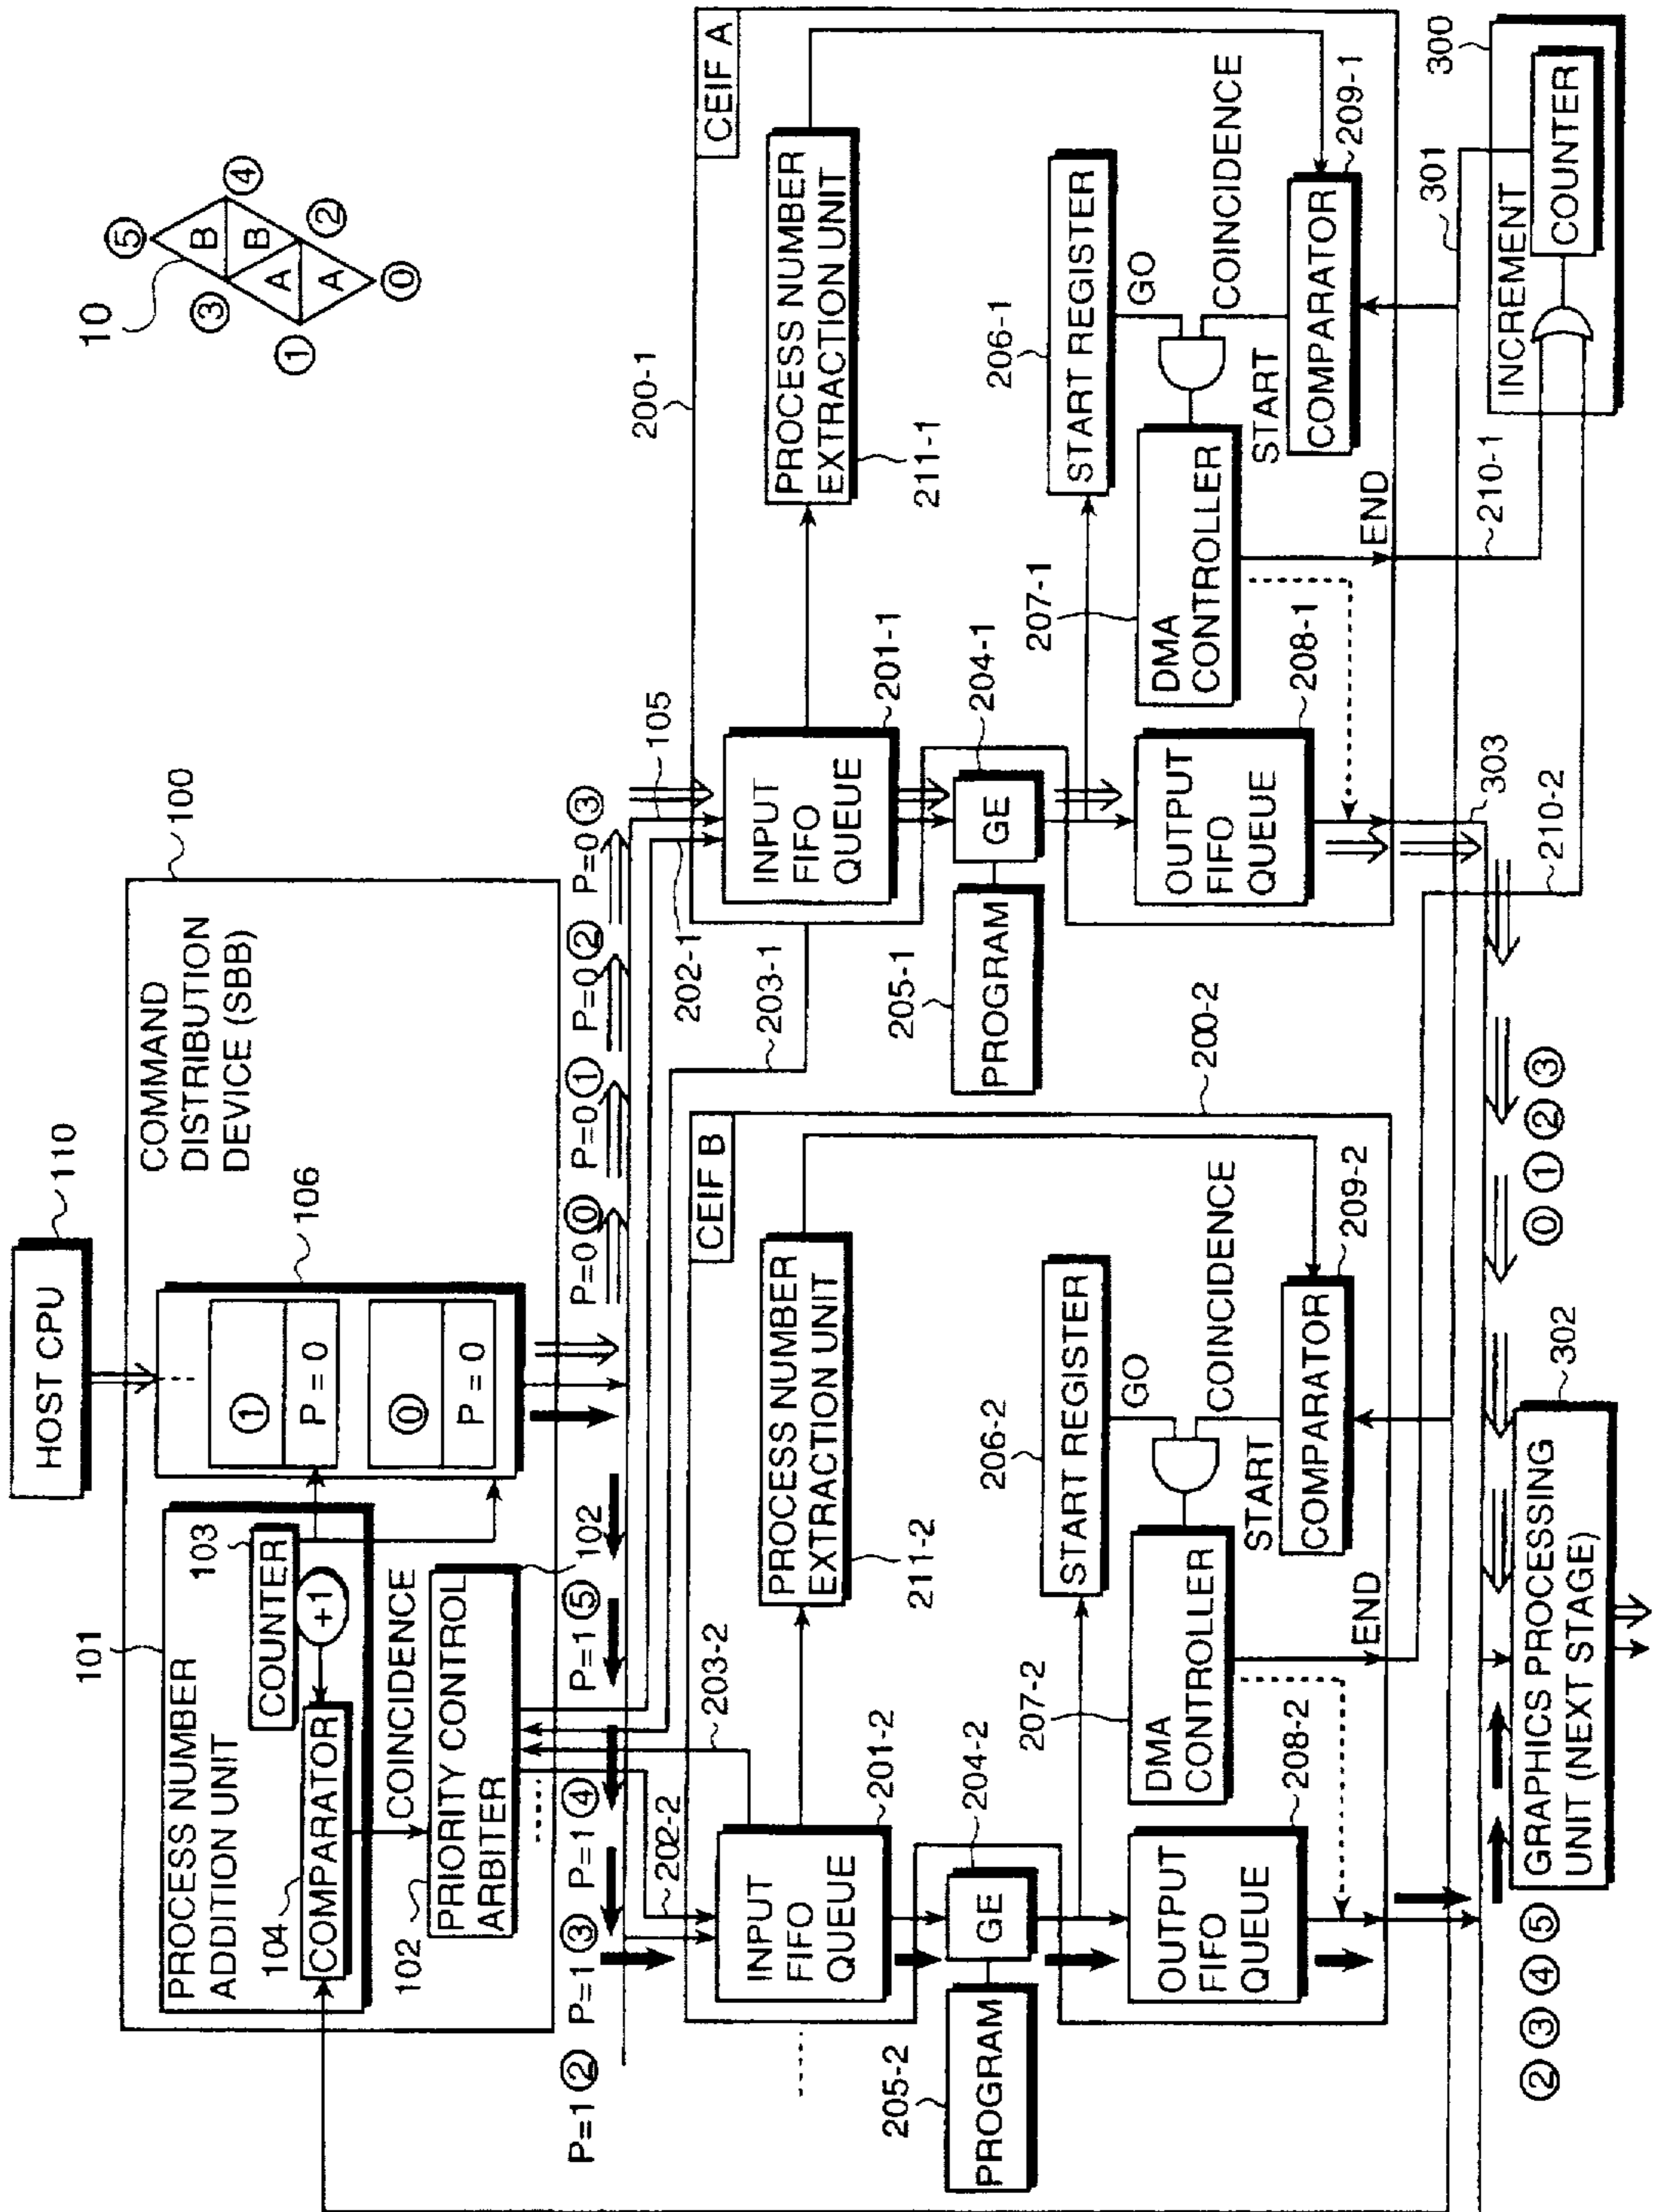 10
⑤
④
③
②
①
⓪
B
B
A
A
HOST CPU
110
100
COMMAND
DISTRIBUTION
DEVICE (SBB)
106
①
P = 0
⓪
P = 0
101
PROCESS NUMBER
ADDITION UNIT
103
COUNTER
+1
104
COMPARATOR
COINCIDENCE
102
PRIORITY CONTROL
ARBITER
102
P=1 ② P=1 ③ P=1 ④ P=1 ⑤
P=0 ⓪ P=0 ① P=0 ② P=0 ③
105
202-1
203-1
202-2
203-2
200-1
CEIF A
INPUT
FIFO
QUEUE
201-1
PROCESS NUMBER
EXTRACTION UNIT
211-1
204-1
GE
PROGRAM
205-1
206-1
START REGISTER
GO
COINCIDENCE
START
COMPARATOR
209-1
207-1
DMA
CONTROLLER
208-1
OUTPUT
FIFO
QUEUE
END
210-1
200-2
CEIF B
INPUT
FIFO
QUEUE
201-2
PROCESS NUMBER
EXTRACTION UNIT
211-2
204-2
GE
PROGRAM
205-2
206-2
START REGISTER
GO
COINCIDENCE
START
COMPARATOR
209-2
207-2
DMA
CONTROLLER
208-2
OUTPUT
FIFO
QUEUE
END
210-2
301
300
INCREMENT
COUNTER
303
302
⓪ ① ② ③
② ③ ④ ⑤
GRAPHICS PROCESSING
UNIT (NEXT STAGE)